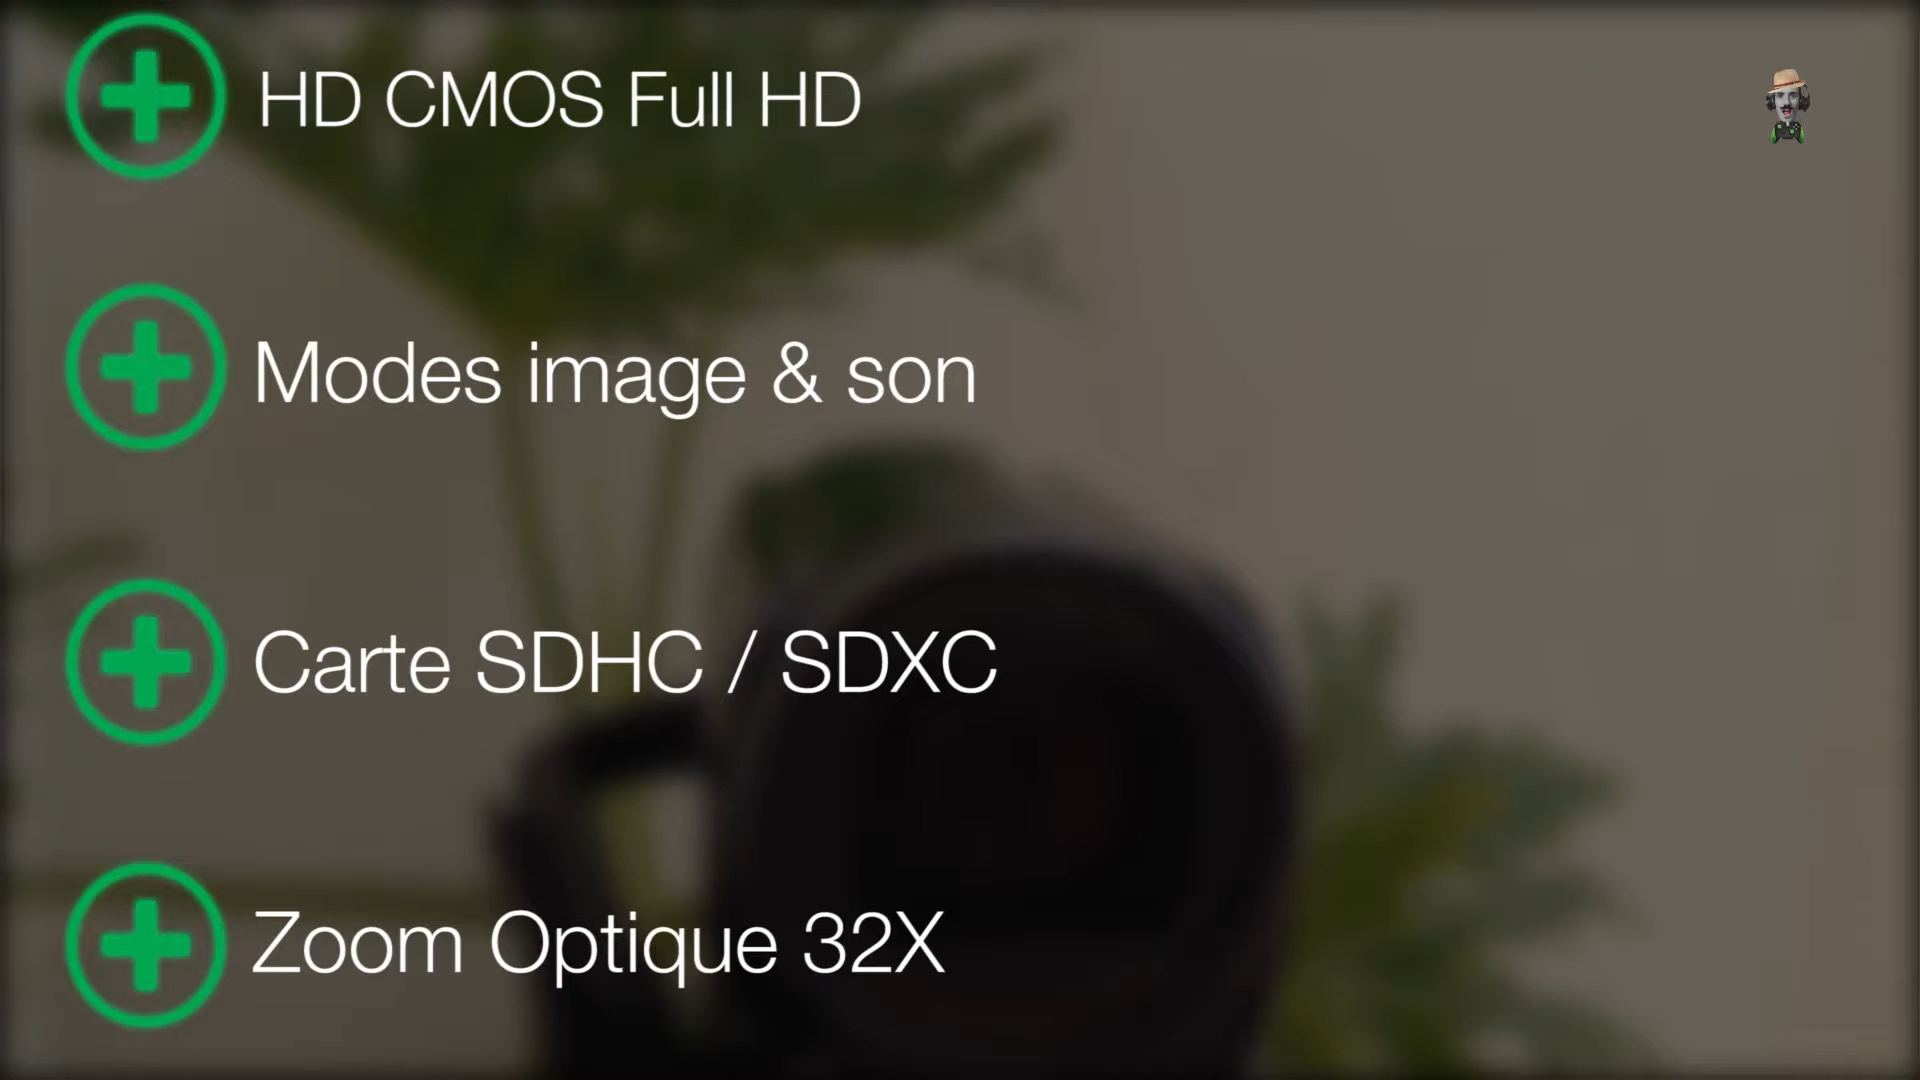 HD CMOS Full HD
Modes image & son
Carte SDHC / SDXC
Zoom Optique 32X